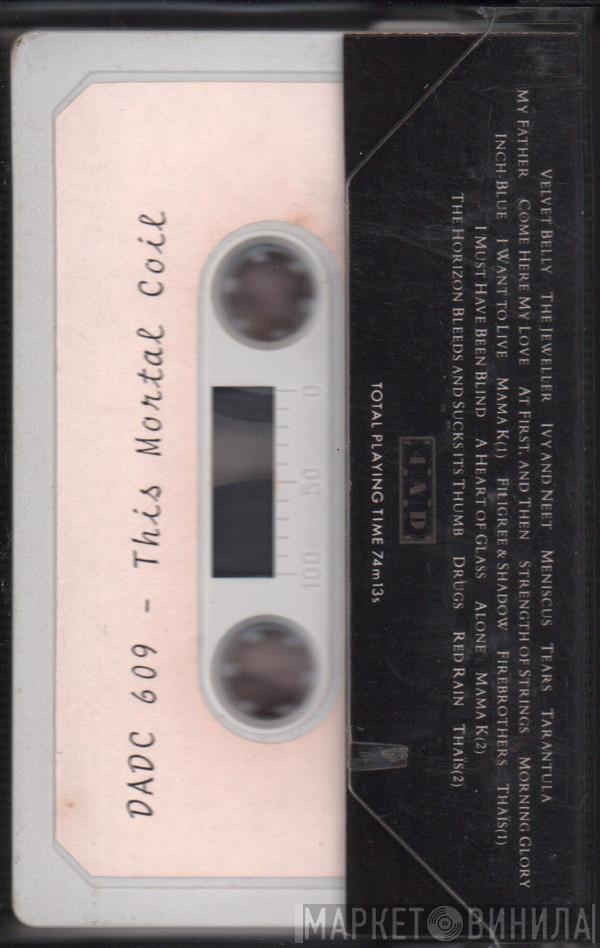 VELVET BELLY THE JEWELLER IVY AND NEET MENISCUS TEARS TARANTULA
MY FATHER COME HERE MY LOVE AT FIRST, AND THEN STRENGTH OF STRINGS MORNING GLORY
INCH-BLUE I WANT TO LIVE MAMA K(1) FILIGREE & SHADOW FIREBROTHERS THAÏS(1)
I MUST HAVE BEEN BLIND A HEART OF GLASS ALONE MAMA K(2)
THE HORIZON BLEEDS AND SUCKS ITS THUMB DRUGS RED RAIN THAÏS(2)
4AD
TOTAL PLAYING TIME 74m13s
0 50 100
DADC 609 - This Mortal Coil
МАРКЕТ ВИНИЛА